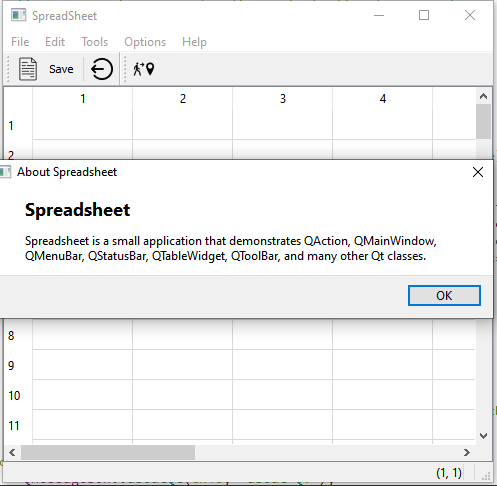 SpreadSheet
File Edit Tools Options Help
Save
1 2 3 4
1
2
About Spreadsheet
Spreadsheet
Spreadsheet is a small application that demonstrates QAction, QMainWindow,
QMenuBar, QStatusBar, QTableWidget, QToolBar, and many other Qt classes.
OK
8
9
10
11
(1, 1)